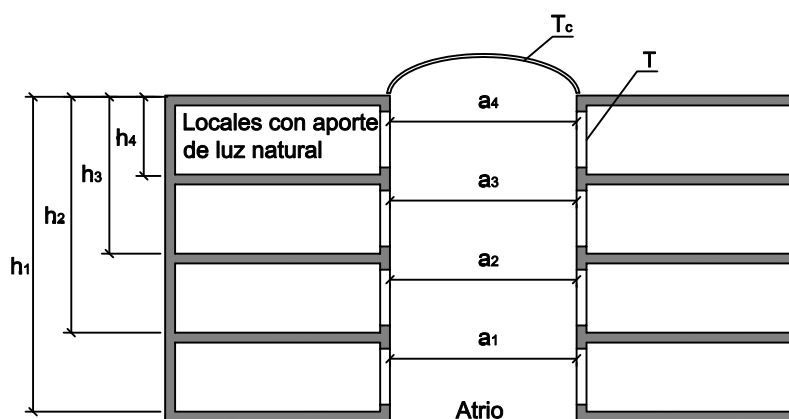 Tc
T
a4
Locales con aporte
de luz natural
h4
a3
h3
h2
a2
h1
a1
Atrio